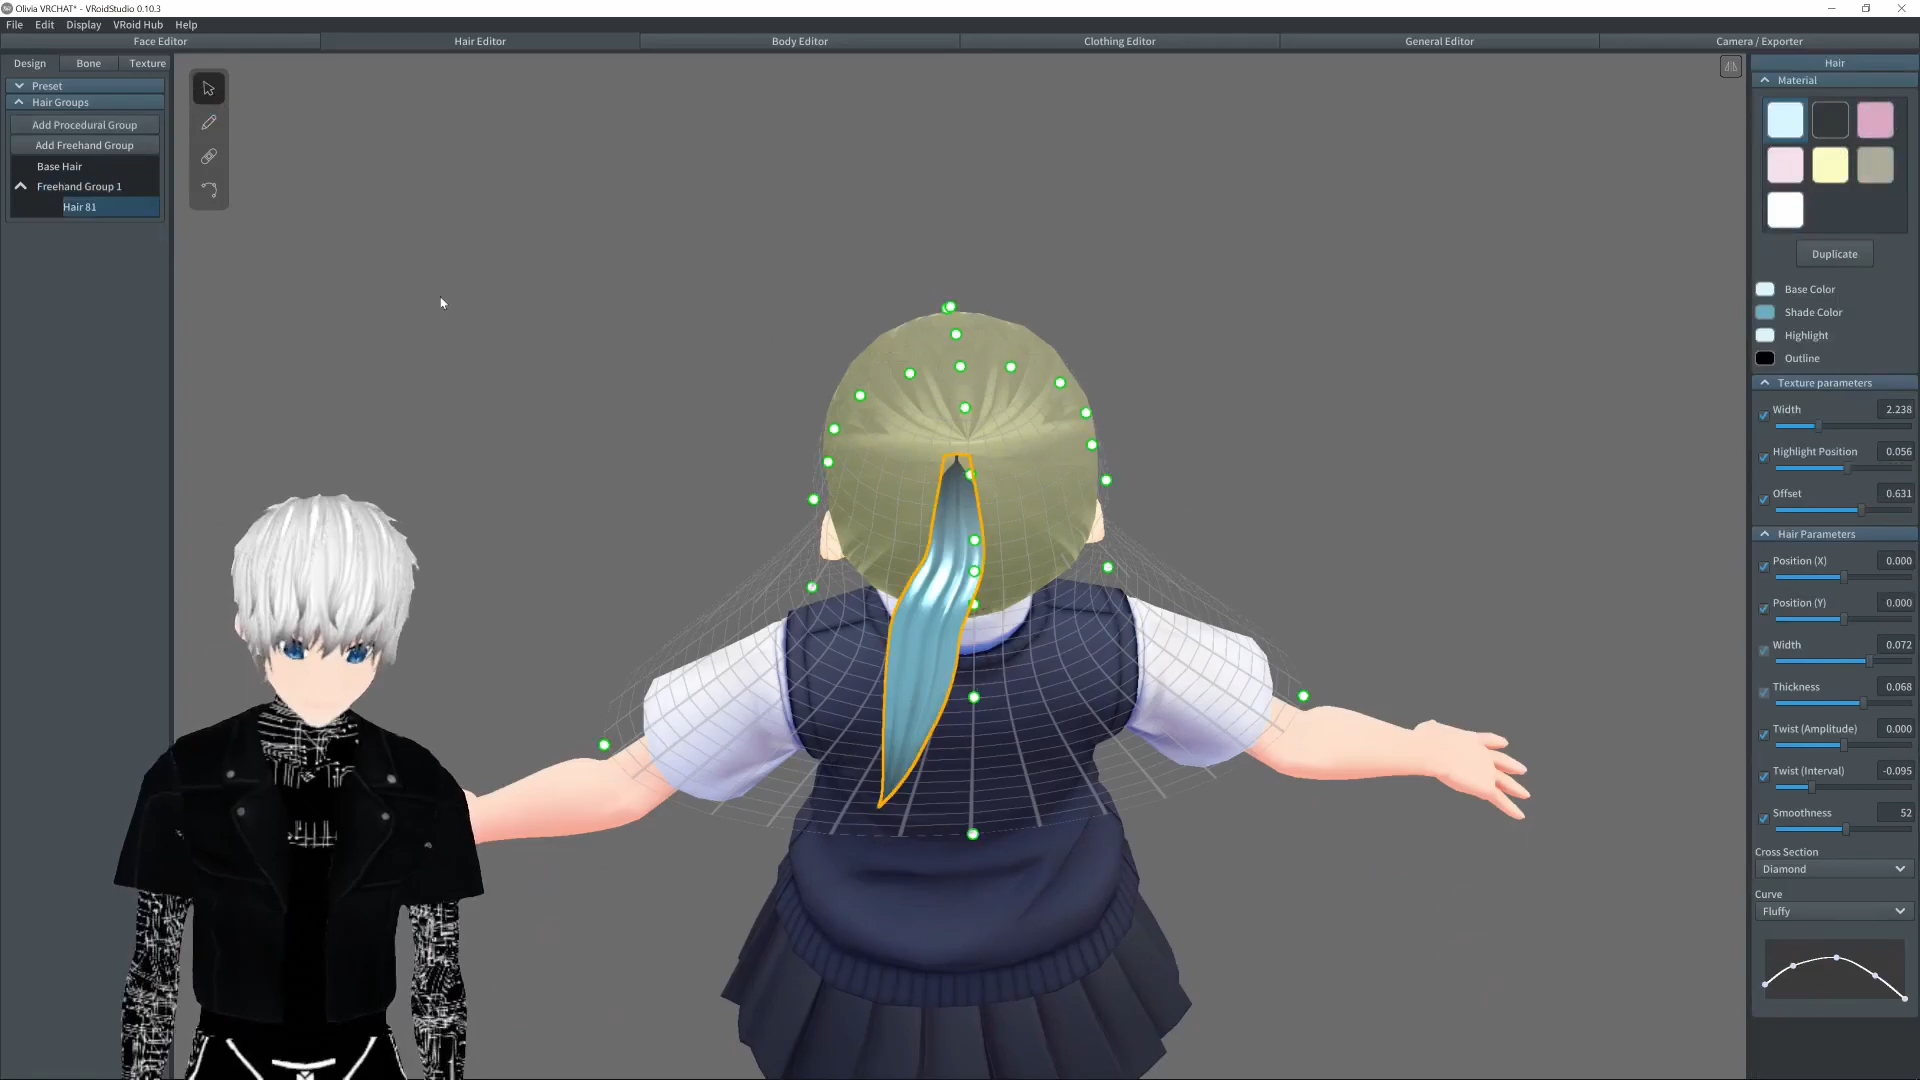 Olivia VRCHAT* - VRoidStudio 0.10.3
File Edit Display VRoid Hub Help
Face Editor Hair Editor Body Editor Clothing Editor General Editor Camera / Exporter
Design Bone Texture
Preset
Hair Groups
Add Procedural Group
Add Freehand Group
Base Hair
Freehand Group 1
Hair 81
Hair
Material
Duplicate
Base Color
Shade Color
Highlight
Outline
Texture parameters
Width 2.238
Highlight Position 0.056
Offset 0.631
Hair Parameters
Position (X) 0.000
Position (Y) 0.000
Width 0.072
Thickness 0.068
Twist (Amplitude) 0.000
Twist (Interval) -0.095
Smoothness 52
Cross Section
Diamond
Curve
Fluffy